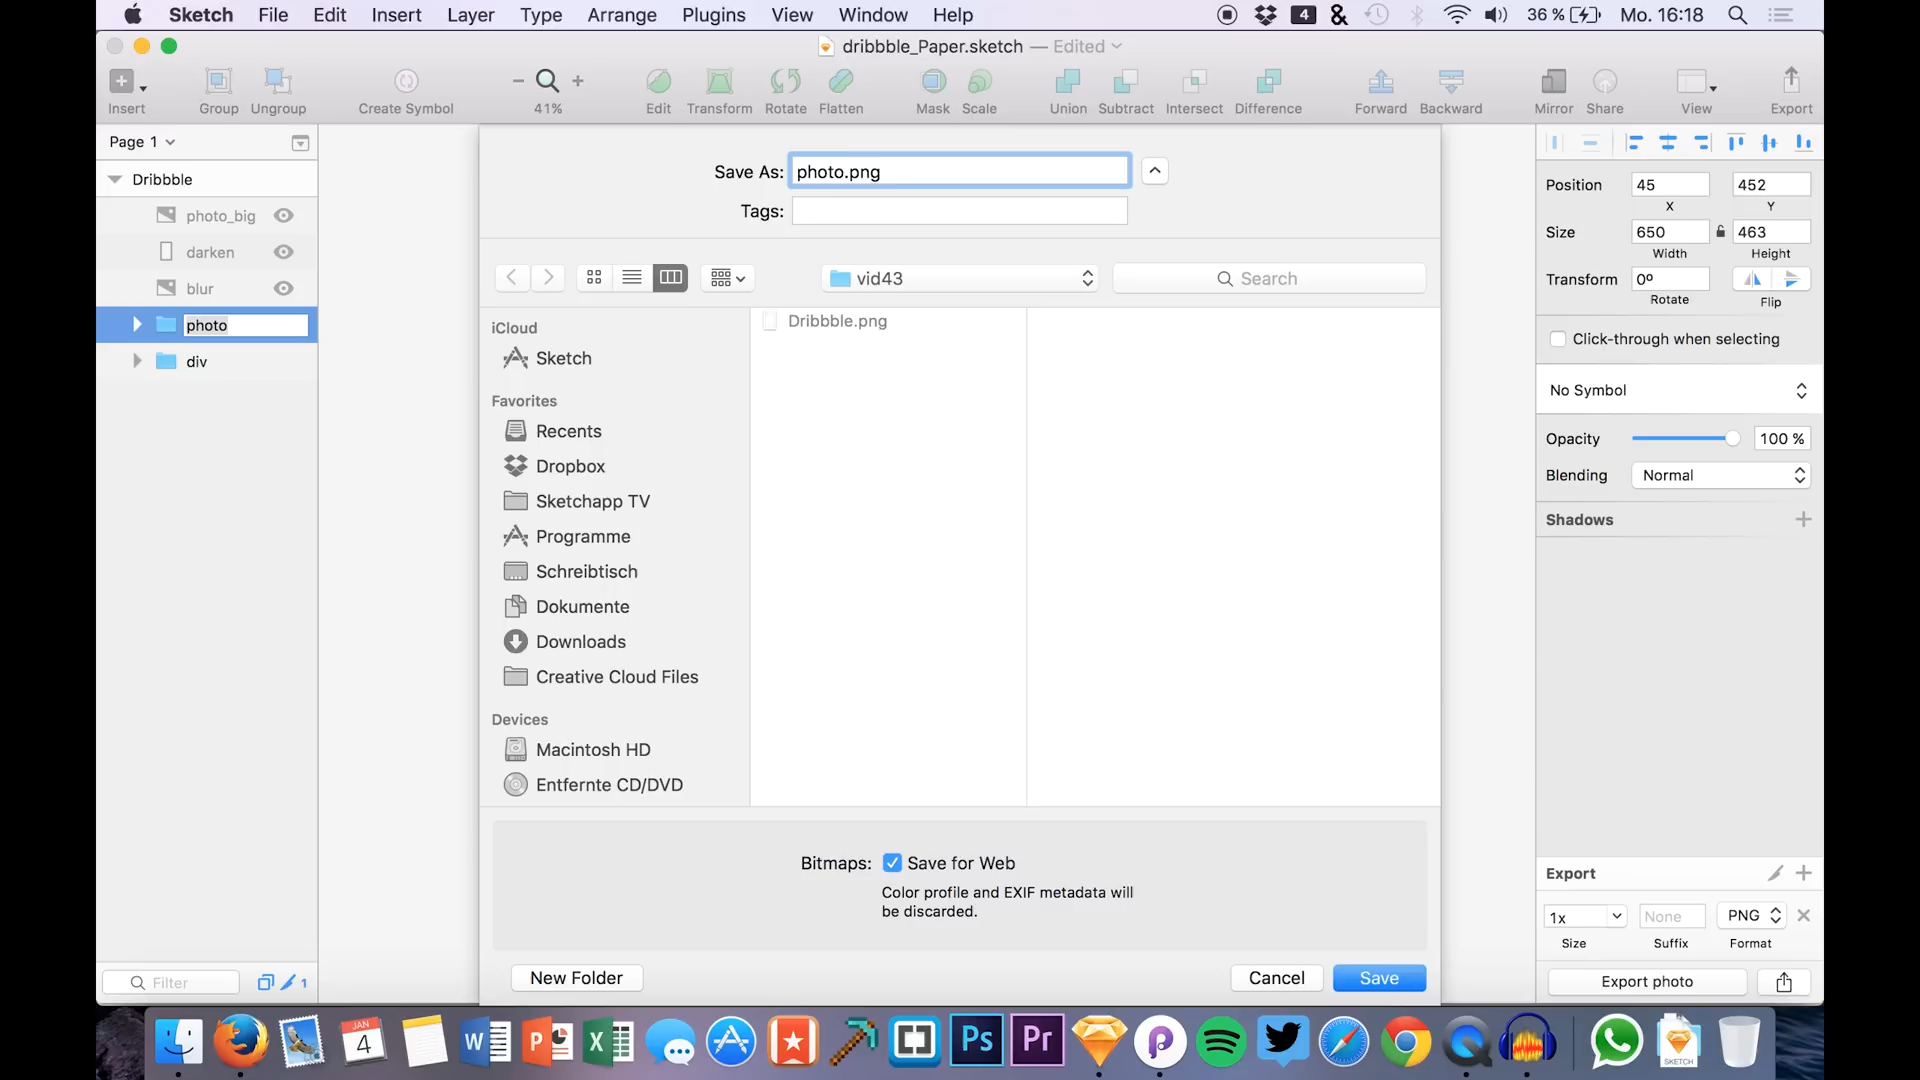 Sketch File Edit Insert Layer Type Arrange Plugins View Window Help 4 & 36 % Mo. 16:18
dribbble_Paper.sketch — Edited
Insert Group Ungroup Create Symbol 41% Edit Transform Rotate Flatten Mask Scale Union Subtract Intersect Difference Forward Backward Mirror Share View Export
Page 1
Dribbble
photo_big
darken
blur
photo
div
Filter
1
Save As: photo.png
Tags:
vid43
Search
iCloud
Sketch
Favorites
Recents
Dropbox
Sketchapp TV
Programme
Schreibtisch
Dokumente
Downloads
Creative Cloud Files
Devices
Macintosh HD
Entfernte CD/DVD
Dribbble.png
Bitmaps: Save for Web
Color profile and EXIF metadata will
be discarded.
New Folder Cancel Save
Position 45 452
X Y
Size 650 463
Width Height
Transform 0º
Rotate Flip
Click-through when selecting
No Symbol
Opacity 100 %
Blending Normal
Shadows
Export
1x None PNG
Size Suffix Format
Export photo
JAN
4
W P X Ps Pr
SKETCH